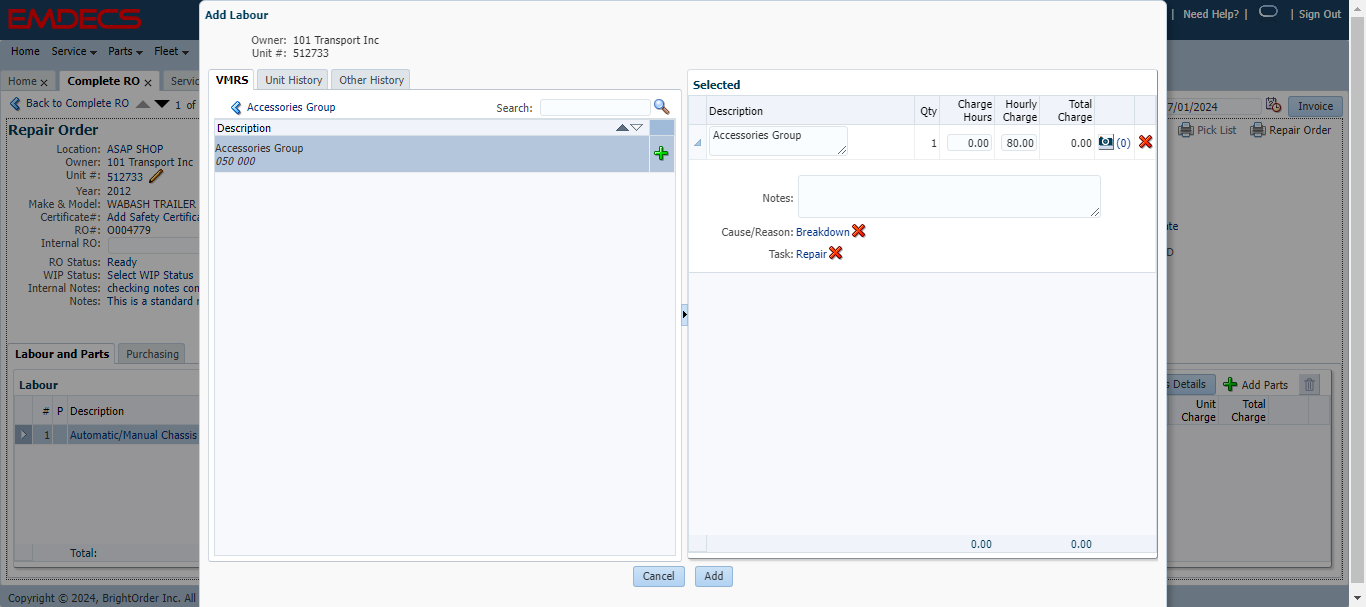 EMDECS
Need Help? | | Sign Out
Home Service Parts Fleet
Home x Complete RO x Servic
Back to Complete RO 1 of
7/01/2024 Invoice
Pick List Repair Order
Repair Order
Location: ASAP SHOP
Owner: 101 Transport Inc
Unit #: 512733
Year: 2012
Make & Model: WABASH TRAILER
Certificate#: Add Safety Certifica
RO#: O004779
Internal RO:
RO Status: Ready
WIP Status: Select WIP Status
Internal Notes: checking notes con
Notes: This is a standard r
Labour and Parts Purchasing
Labour
# P Description
1 Automatic/Manual Chassis
Total:
Copyright © 2024, BrightOrder Inc. All
Add Labour
Owner: 101 Transport Inc
Unit #: 512733
VMRS Unit History Other History
Accessories Group Search:
Description
Accessories Group
050 000
Selected
Description Qty Charge Hours Hourly Charge Total Charge
Accessories Group 1 0.00 80.00 0.00 (0)
Notes:
Cause/Reason: Breakdown
Task: Repair
0.00 0.00
Cancel Add
te
D
s Details Add Parts
Unit Charge Total Charge